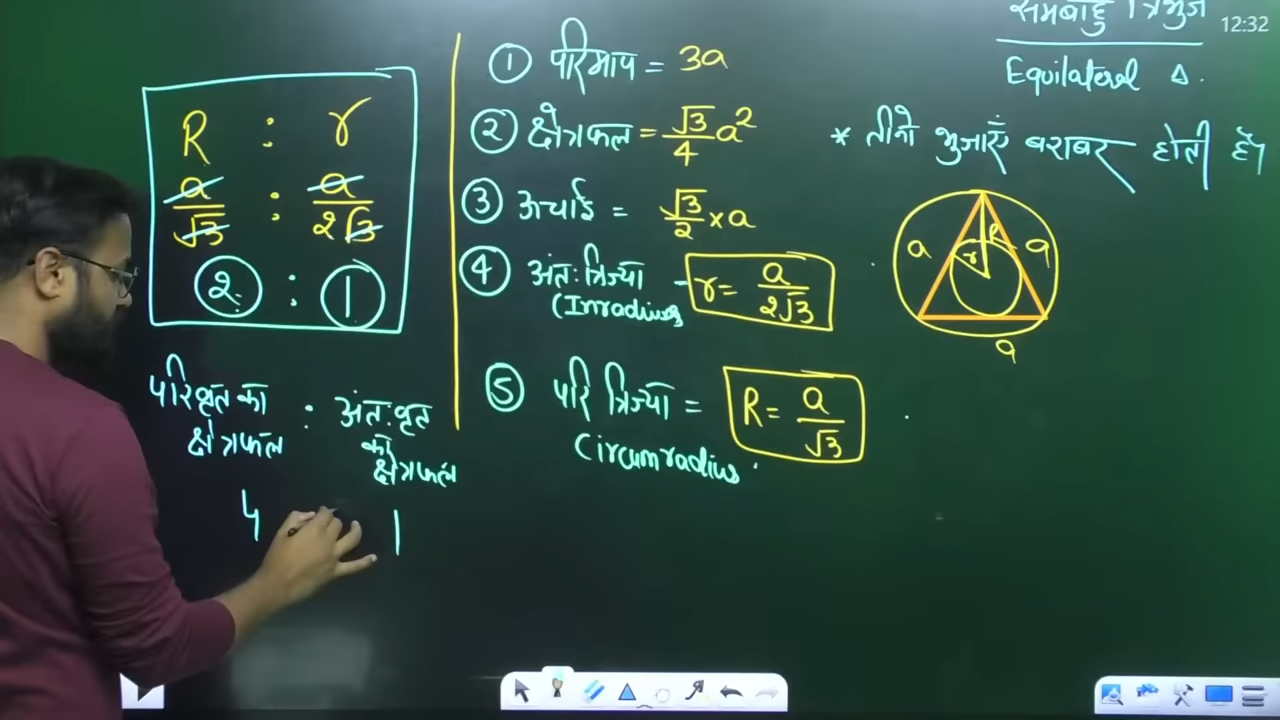 समबाहु त्रिभुज
12:32
Equilateral Δ.
* तीनो भुजाएँ बराबर होती हैं
a a
r R
a
① परिमाप = 3a
② क्षेत्रफल = √3/4 a²
③ ऊचाई = √3/2 × a
④ अंतः त्रिज्या - r = a/2√3
(Inradius
⑤ परि त्रिज्या = R = a/√3
Circumradius
R : r
a/√3 : a/2√3
2 : 1
परिवृत का : अंतः वृत
क्षेत्रफल का
क्षेत्रफल
4 1